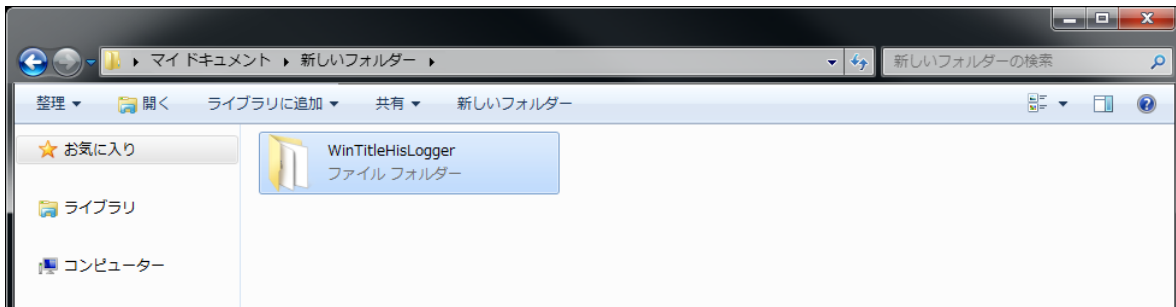 マイ ドキュメント 新しいフォルダー
新しいフォルダーの検索
整理 開く ライブラリに追加 共有 新しいフォルダー
お気に入り
WinTitleHisLogger
ファイル フォルダー
ライブラリ
コンピューター